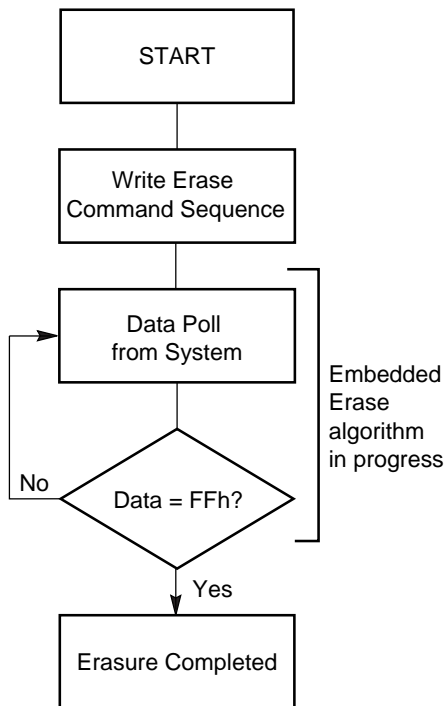 START
Write Erase
Command Sequence
Data Poll
from System
Embedded
Erase
algorithm
in progress
No
Data = FFh?
Yes
Erasure Completed